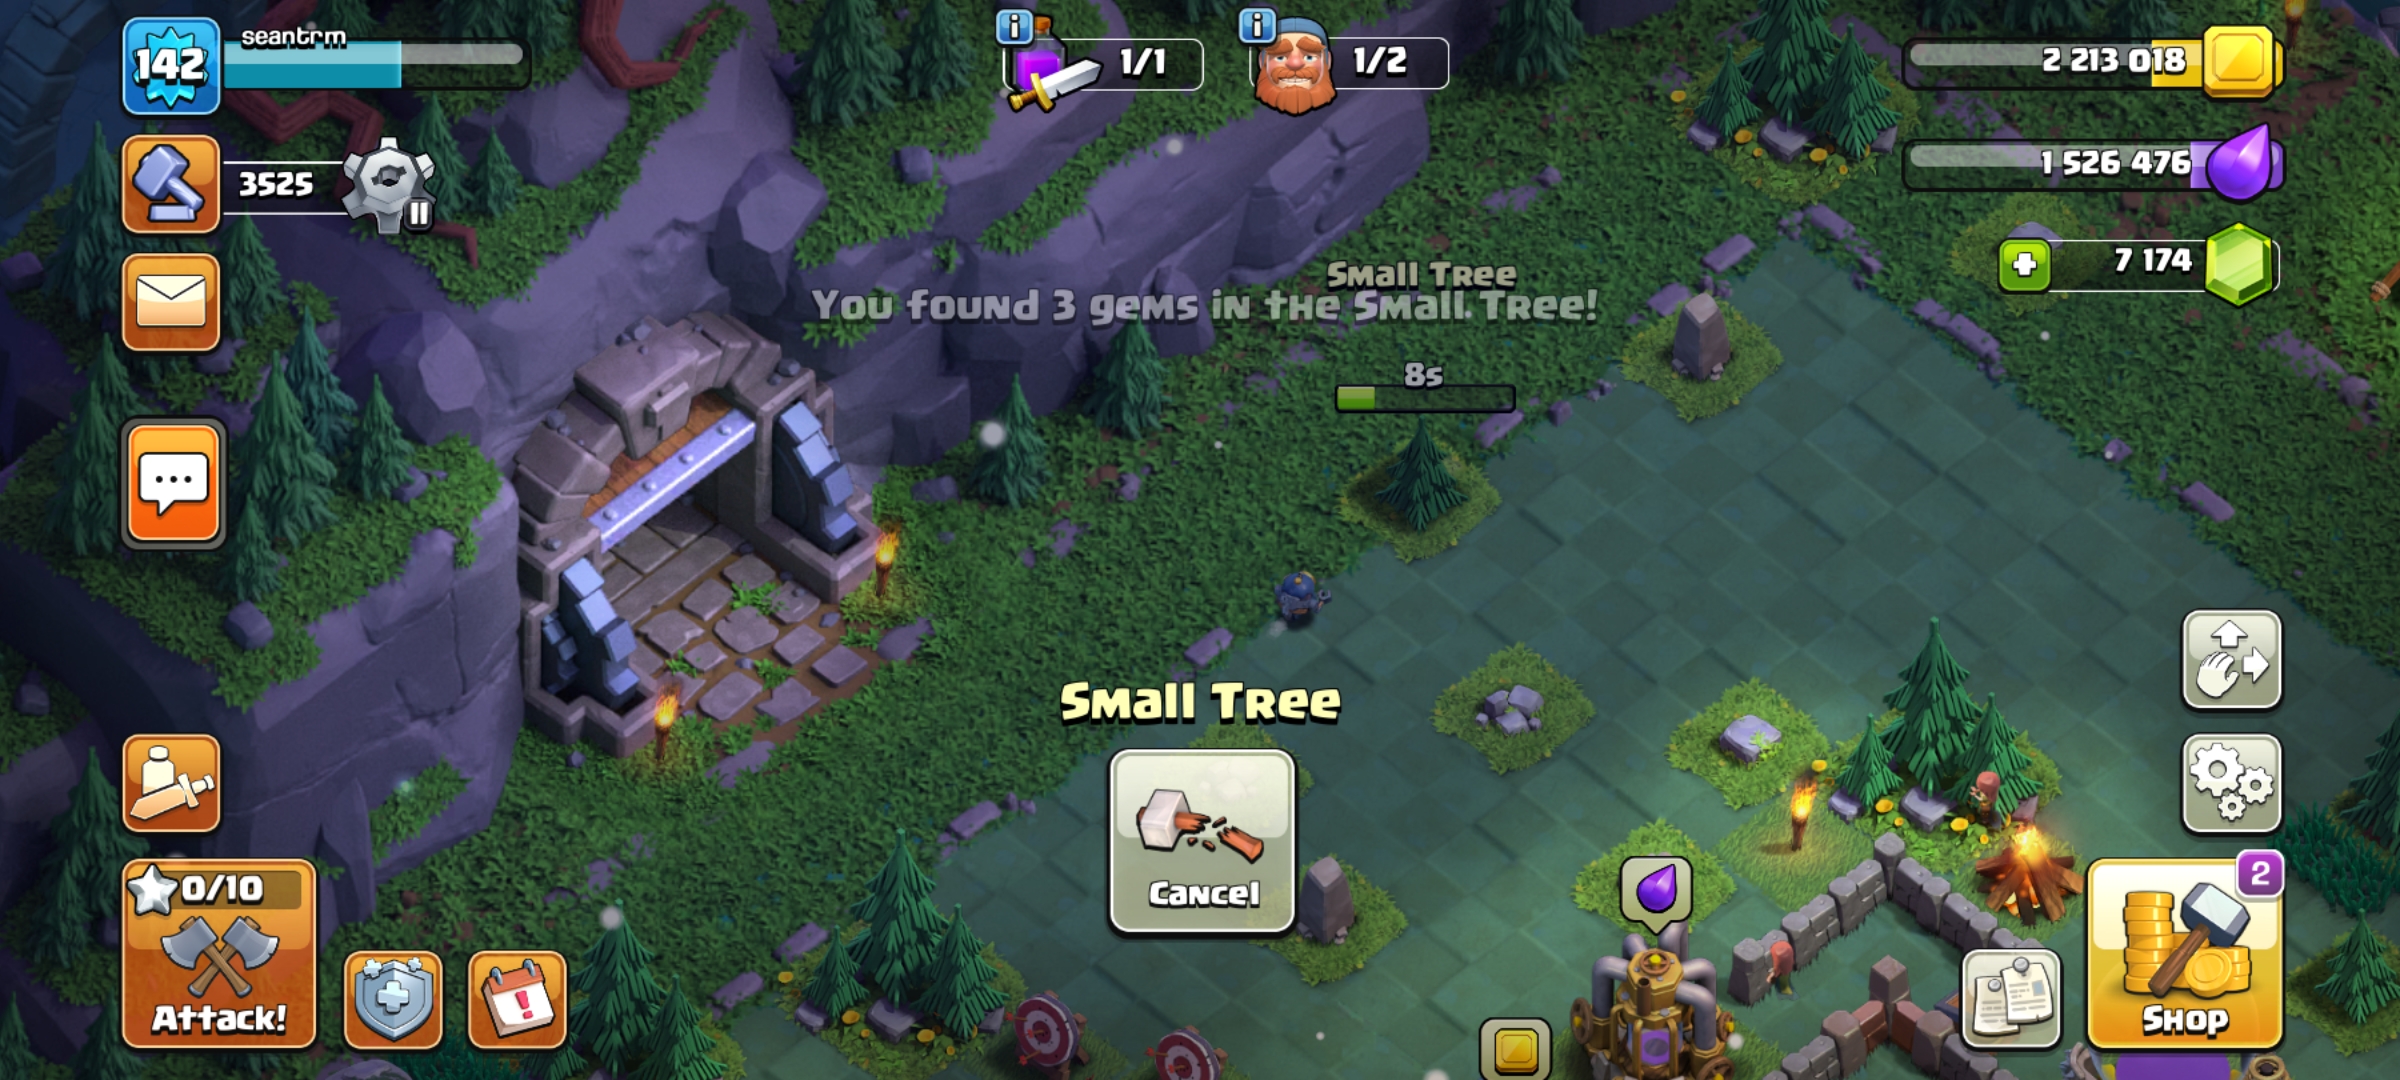 142
seantrm
1/1
1/2
2 213 018
3525
1 526 476
7 174
Small Tree
You found 3 gems in the Small Tree!
8s
Small Tree
Cancel
0/10
Attack!
2
Shop